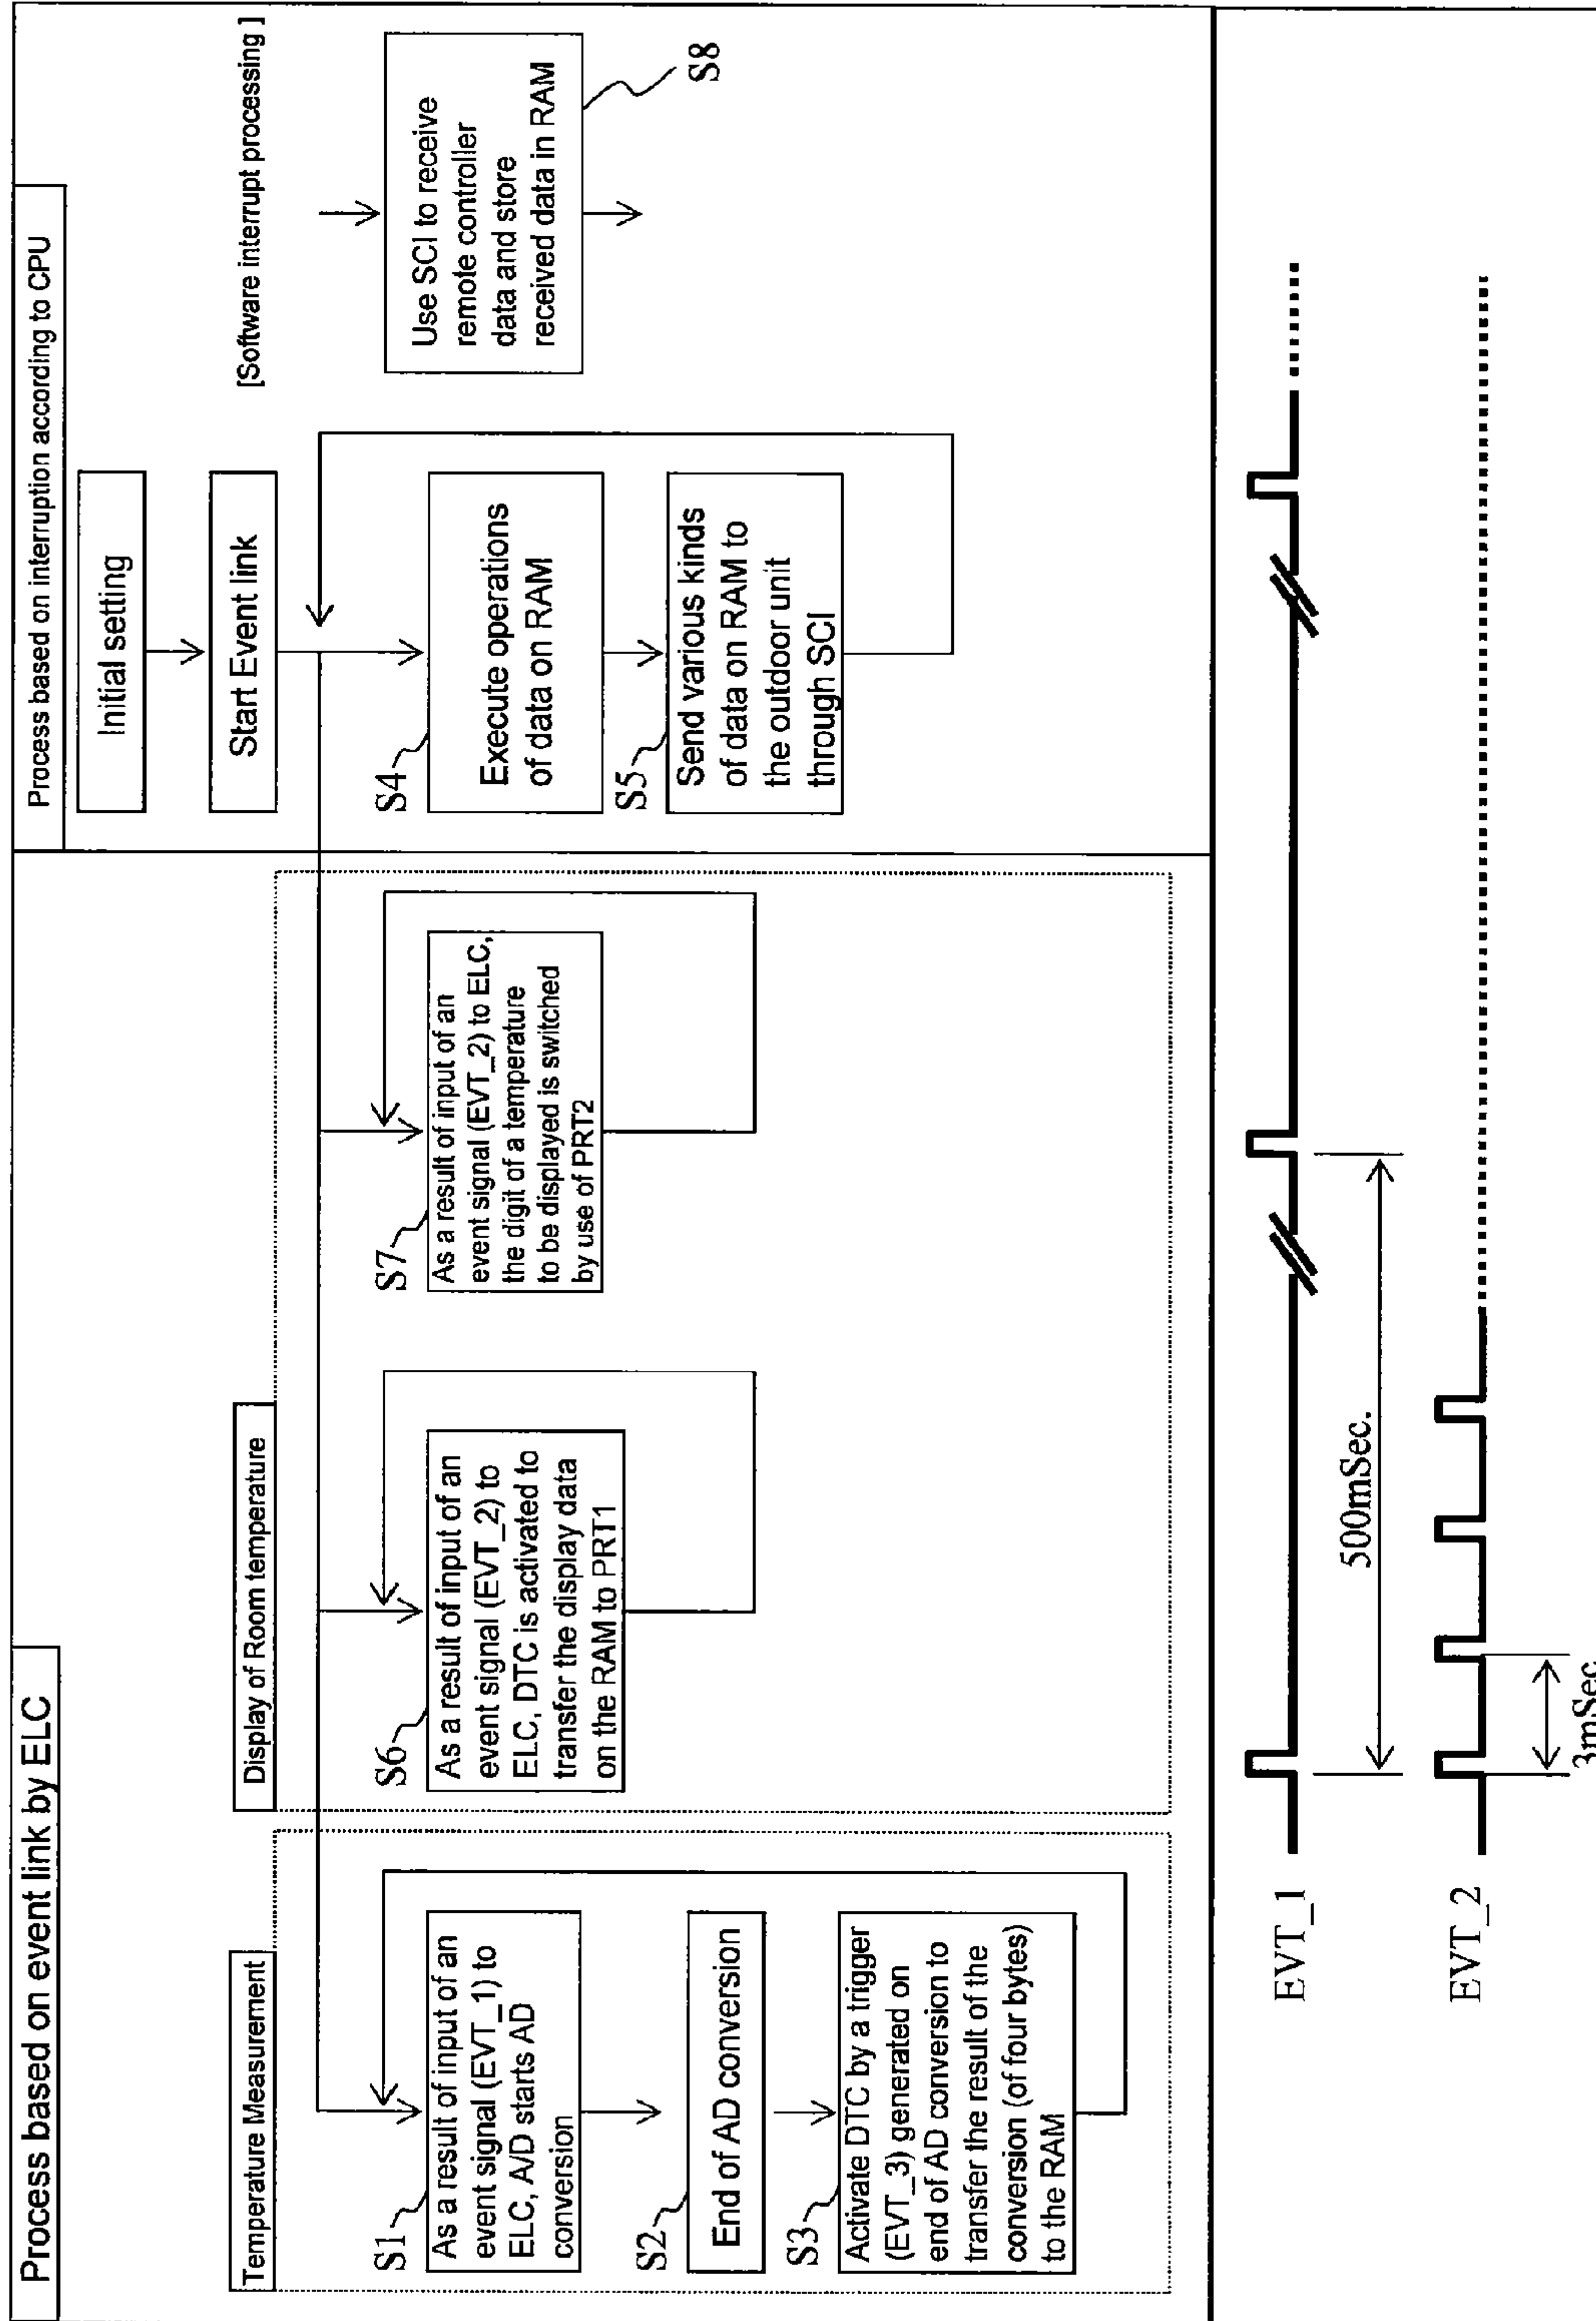 Process based on event link by ELC
Temperature Measurement
S1
As a result of input of an
event signal (EVT_1) to
ELC, A/D starts AD
conversion
S2
End of AD conversion
S3
Activate DTC by a trigger
(EVT_3) generated on
end of AD conversion to
transfer the result of the
conversion (of four bytes)
to the RAM
Display of Room temperature
S6
As a result of input of an
event signal (EVT_2) to
ELC, DTC is activated to
transfer the display data
on the RAM to PRT1
S7
As a result of input of an
event signal (EVT_2) to ELC,
the digit of a temperature
to be displayed is switched
by use of PRT2
Process based on interruption according to CPU
Initial setting
Start Event link
S4
Execute operations
of data on RAM
S5
Send various kinds
of data on RAM to
the outdoor unit
through SCI
[Software interrupt processing ]
Use SCI to receive
remote controller
data and store
received data in RAM
S8
EVT_1
500mSec.
EVT_2
3mSec